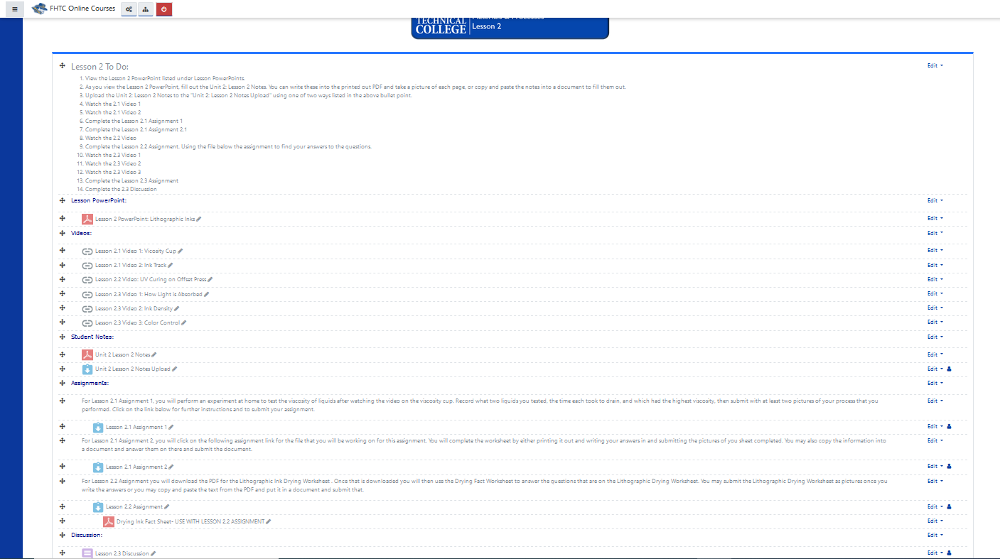 FHTC Online Courses
TECHNICAL Materials & Processes
COLLEGE Lesson 2
Lesson 2 To Do:
Edit
1. View the Lesson 2 PowerPoint listed under Lesson PowerPoints.
2. As you view the Lesson 2 PowerPoint, fill out the Unit 2: Lesson 2 Notes. You can write these into the printed out PDF and take a picture of each page, or copy and paste the notes into a document to fill them out.
3. Upload the Unit 2: Lesson 2 Notes to the "Unit 2: Lesson 2 Notes Upload" using one of two ways listed in the above bullet point.
4. Watch the 2.1 Video 1
5. Watch the 2.1 Video 2
6. Complete the Lesson 2.1 Assignment 1
7. Complete the Lesson 2.1 Assignment 2.1
8. Watch the 2.2 Video
9. Complete the Lesson 2.2 Assignment. Using the file below the assignment to find your answers to the questions.
10. Watch the 2.3 Video 1
11. Watch the 2.3 Video 2
12. Watch the 2.3 Video 3
13. Complete the Lesson 2.3 Assignment
14. Complete the 2.3 Discussion
Lesson PowerPoint: Edit
Lesson 2 PowerPoint: Lithographic Inks Edit
Videos: Edit
Lesson 2.1 Video 1: Vicosity Cup Edit
Lesson 2.1 Video 2: Ink Track Edit
Lesson 2.2 Video: UV Curing on Offset Press Edit
Lesson 2.3 Video 1: How Light is Absorbed Edit
Lesson 2.3 Video 2: Ink Density Edit
Lesson 2.3 Video 3: Color Control Edit
Student Notes: Edit
Unit 2 Lesson 2 Notes Edit
Unit 2 Lesson 2 Notes Upload Edit
Assignments: Edit
For Lesson 2.1 Assignment 1, you will perform an experiment at home to test the viscosity of liquids after watching the video on the viscosity cup. Record what two liquids you tested, the time each took to drain, and which had the highest viscosity, then submit with at least two pictures of your process that you Edit
performed. Click on the link below for further instructions and to submit your assignment.
Lesson 2.1 Assignment 1 Edit
For Lesson 2.1 Assignment 2, you will click on the following assignment link for the file that you will be working on for this assignment. You will complete the worksheet by either printing it out and writing your answers in and submitting the pictures of you sheet completed. You may also copy the information into Edit
a document and answer them on there and submit the document.
Lesson 2.1 Assignment 2 Edit
For Lesson 2.2 Assignment you will download the PDF for the Lithographic Ink Drying Worksheet . Once that is downloaded you will then use the Drying Fact Worksheet to answer the questions that are on the Lithographic Drying Worksheet. You may submit the Lithographic Drying Worksheet as pictures once you Edit
write the answers or you may copy and paste the text from the PDF and put it in a document and submit that.
Lesson 2.2 Assignment Edit
Drying Ink Fact Sheet- USE WITH LESSON 2.2 ASSIGNMENT Edit
Discussion: Edit
Lesson 2.3 Discussion Edit